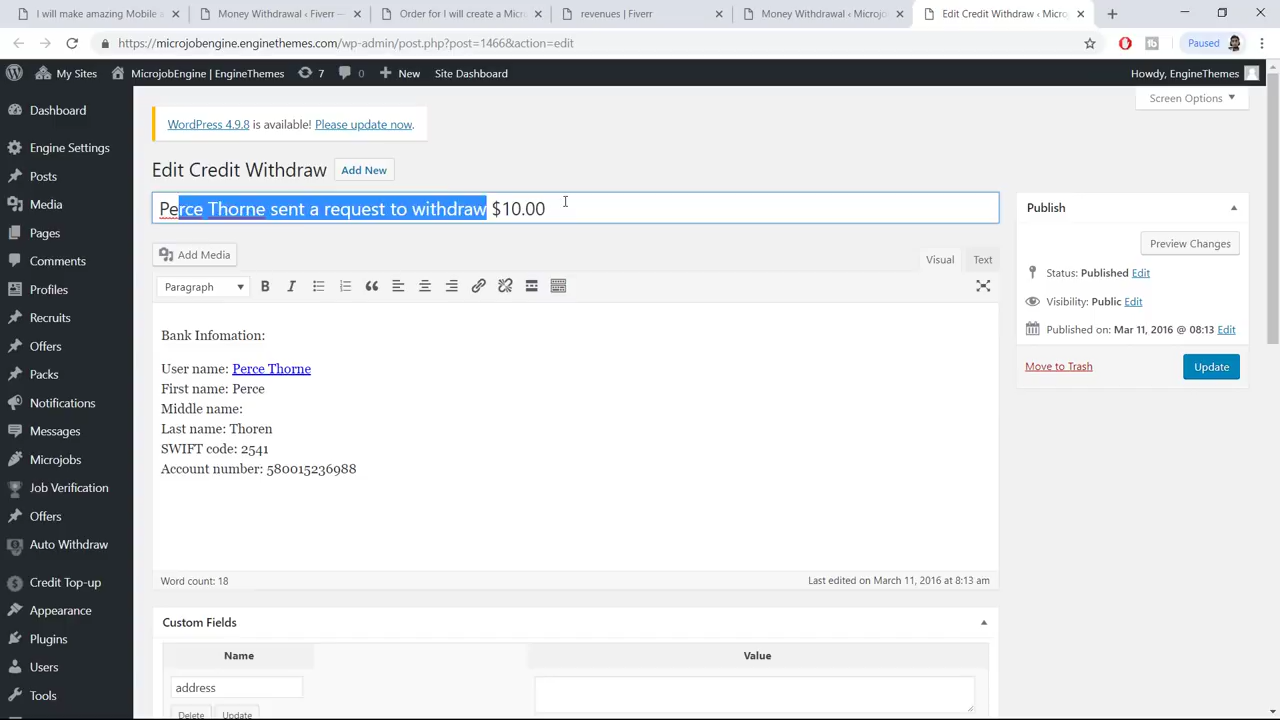 I will make amazing Mobile a
Money Withdrawal ‹ Fiverr —
Order for I will create a Micro
revenues | Fiverr
Money Withdrawal ‹ Microjob
Edit Credit Withdraw ‹ Microj
https://microjobengine.enginethemes.com/wp-admin/post.php?post=1466&action=edit
Paused
My Sites
MicrojobEngine | EngineThemes
7
0
New
Site Dashboard
Howdy, EngineThemes
Screen Options
Dashboard
Engine Settings
Posts
Media
Pages
Comments
Profiles
Recruits
Offers
Packs
Notifications
Messages
Microjobs
Job Verification
Offers
Auto Withdraw
Credit Top-up
Appearance
Plugins
Users
Tools
WordPress 4.9.8 is available! Please update now.
Edit Credit Withdraw
Add New
Perce Thorne sent a request to withdraw $10.00
Add Media
Visual
Text
Paragraph
B
I
Bank Infomation:
User name: Perce Thorne
First name: Perce
Middle name:
Last name: Thoren
SWIFT code: 2541
Account number: 580015236988
Word count: 18
Last edited on March 11, 2016 at 8:13 am
Custom Fields
Name
Value
address
Delete
Update
Publish
Preview Changes
Status: Published Edit
Visibility: Public Edit
Published on: Mar 11, 2016 @ 08:13 Edit
Move to Trash
Update